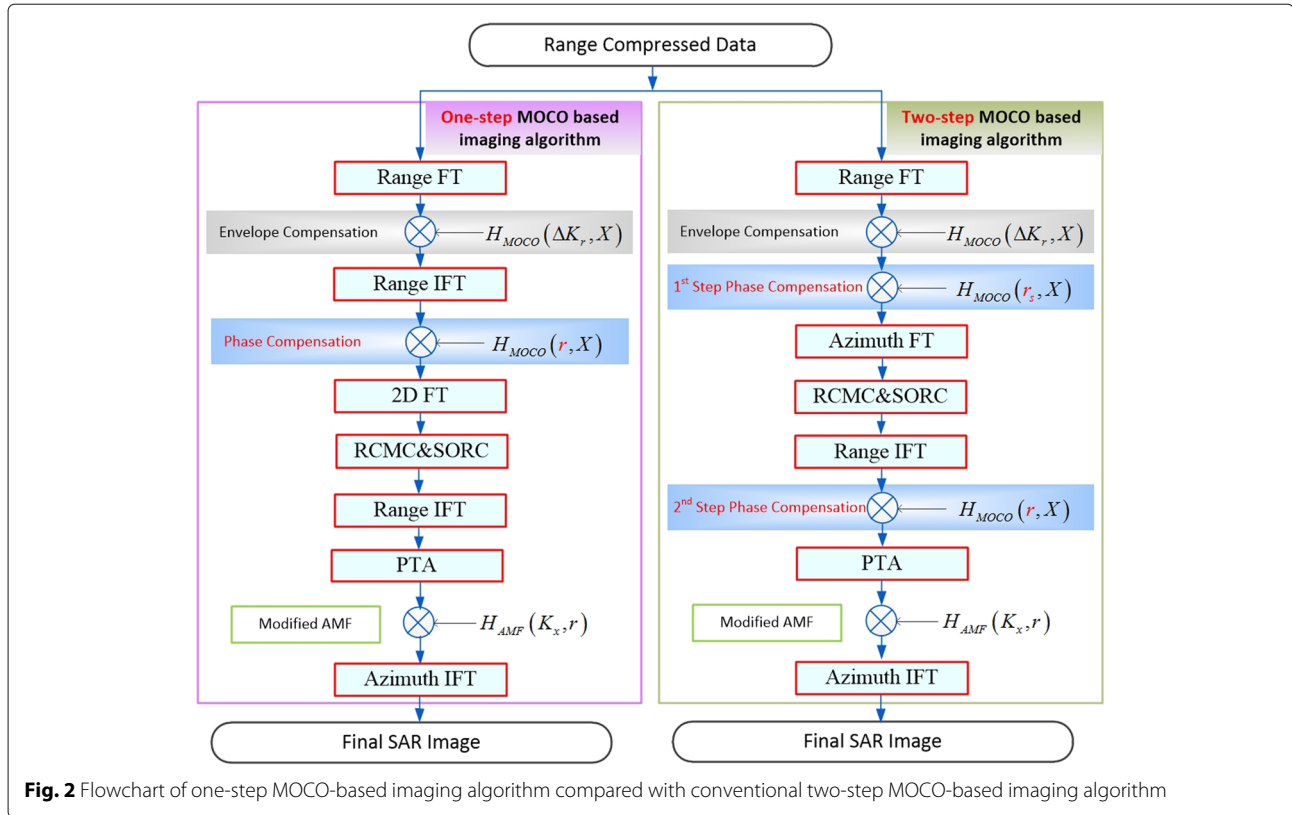 Range Compressed Data
One-step MOCO based
imaging algorithm
Range FT
Envelope Compensation
H_MOCO(ΔK_r, X)
Range IFT
Phase Compensation
H_MOCO(r, X)
2D FT
RCMC&SORC
Range IFT
PTA
Modified AMF
H_AMF(K_x, r)
Azimuth IFT
Final SAR Image
Two-step MOCO based
imaging algorithm
Range FT
Envelope Compensation
H_MOCO(ΔK_r, X)
1st Step Phase Compensation
H_MOCO(r_s, X)
Azimuth FT
RCMC&SORC
Range IFT
2nd Step Phase Compensation
H_MOCO(r, X)
PTA
Modified AMF
H_AMF(K_x, r)
Azimuth IFT
Final SAR Image
Fig. 2 Flowchart of one-step MOCO-based imaging algorithm compared with conventional two-step MOCO-based imaging algorithm